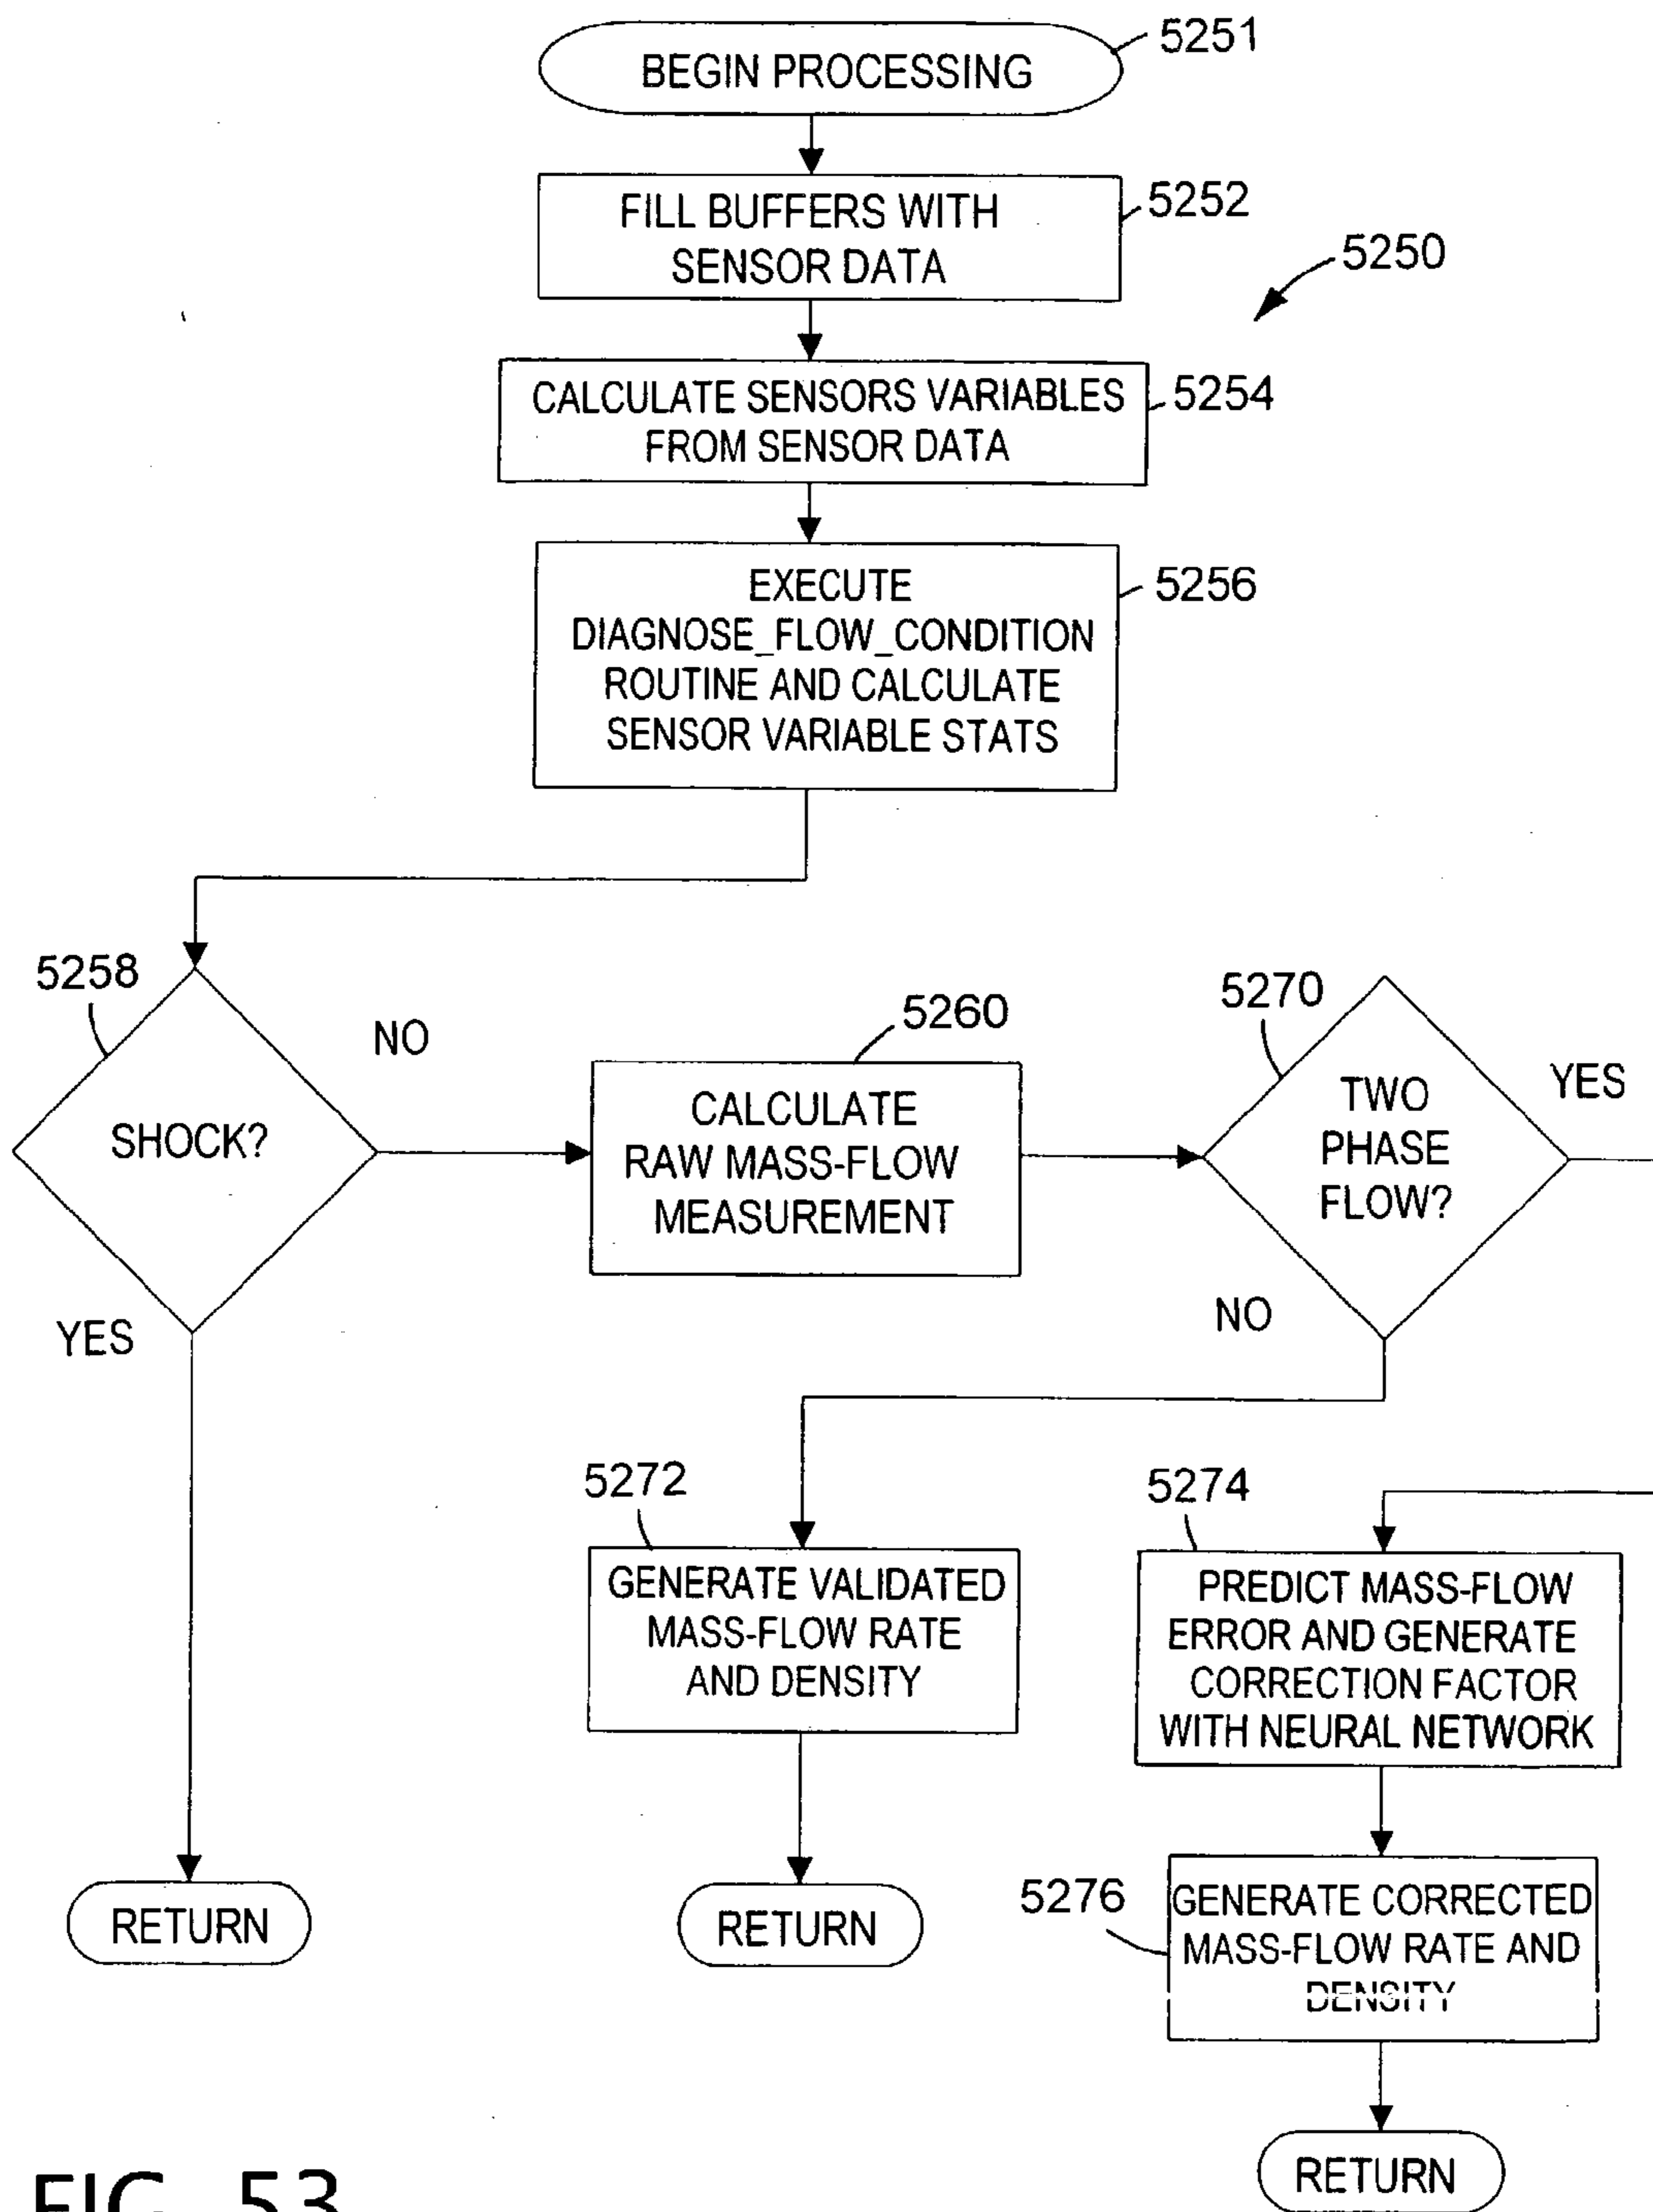 BEGIN PROCESSING
5251
FILL BUFFERS WITH
SENSOR DATA
5252
5250
CALCULATE SENSORS VARIABLES
FROM SENSOR DATA
5254
EXECUTE
DIAGNOSE_FLOW_CONDITION
ROUTINE AND CALCULATE
SENSOR VARIABLE STATS
5256
5258
SHOCK?
NO
YES
5260
CALCULATE
RAW MASS-FLOW
MEASUREMENT
5270
TWO
PHASE
FLOW?
YES
NO
5272
GENERATE VALIDATED
MASS-FLOW RATE
AND DENSITY
5274
PREDICT MASS-FLOW
ERROR AND GENERATE
CORRECTION FACTOR
WITH NEURAL NETWORK
RETURN
RETURN
5276
GENERATE CORRECTED
MASS-FLOW RATE AND
DENSITY
RETURN
FIG. 53